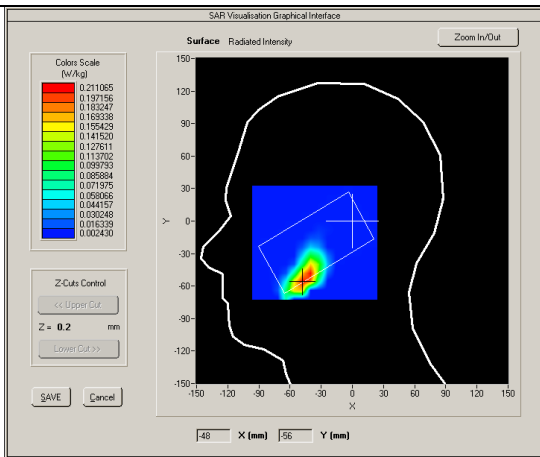 SAR Visualisation Graphical Interface
Surface Radiated Intensity
Zoom In/Out
Colors Scale
(W/kg)
0.211065
0.197156
0.183247
0.169338
0.155429
0.141520
0.127611
0.113702
0.099793
0.085884
0.071975
0.058066
0.044157
0.030248
0.016339
0.002430
Z-Cuts Control
<< Upper Cut
Z = 0.2 mm
Lower Cut >>
SAVE Cancel
150-
120-
90-
60-
30-
0-
-30-
-60-
-90-
-120-
-150-
Y
-150 -120 -90 -60 -30 0 30 60 90 120 150
X
-48 X (mm) -56 Y (mm)